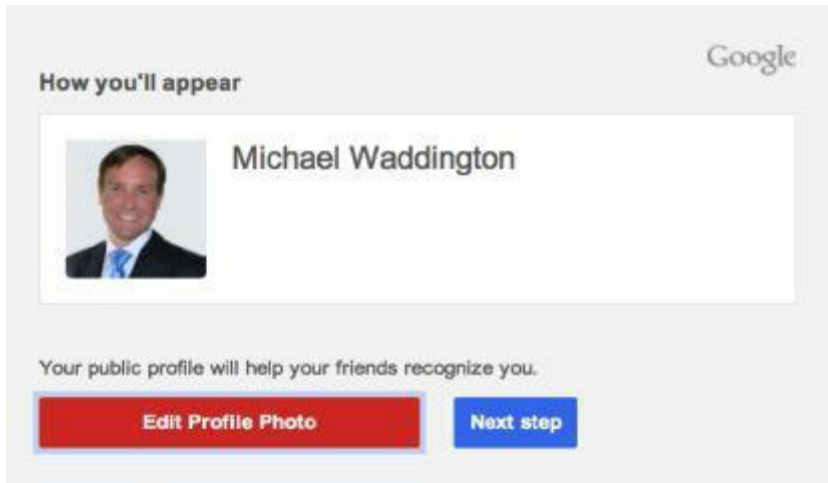 Google
How you'll appear
Michael Waddington
Your public profile will help your friends recognize you.
Edit Profile Photo
Next step